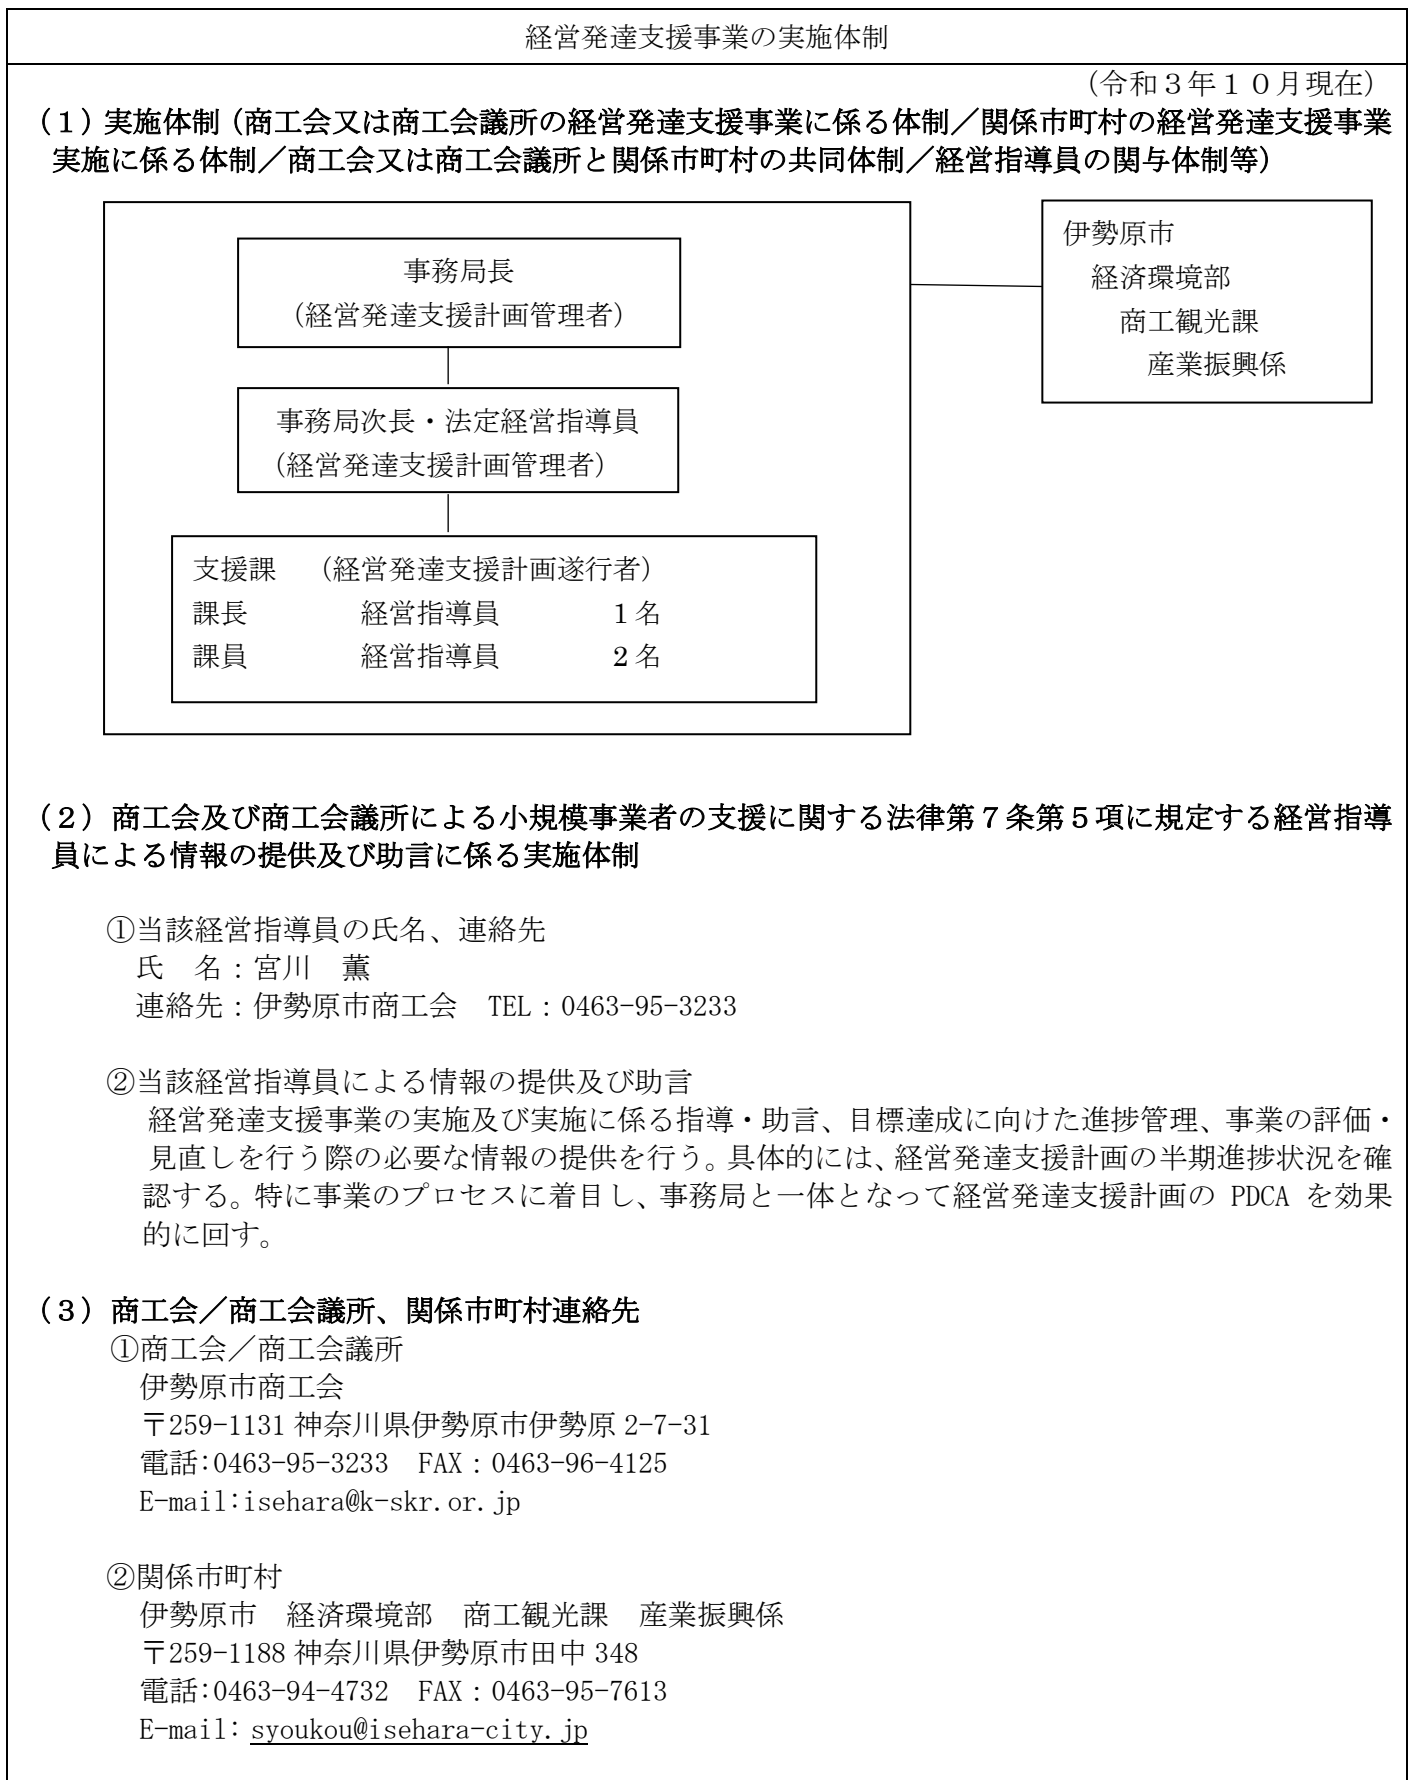 経営発達支援事業の実施体制
（令和３年１０月現在）
（１）実施体制（商工会又は商工会議所の経営発達支援事業に係る体制／関係市町村の経営発達支援事業
実施に係る体制／商工会又は商工会議所と関係市町村の共同体制／経営指導員の関与体制等）
事務局長
（経営発達支援計画管理者）
伊勢原市
経済環境部
商工観光課
産業振興係
事務局次長・法定経営指導員
（経営発達支援計画管理者）
支援課　（経営発達支援計画遂行者）
課長　　　　経営指導員　　　　１名
課員　　　　経営指導員　　　　２名
（２）商工会及び商工会議所による小規模事業者の支援に関する法律第７条第５項に規定する経営指導
員による情報の提供及び助言に係る実施体制
①当該経営指導員の氏名、連絡先
氏　名：宮川　薫
連絡先：伊勢原市商工会　TEL：0463-95-3233
②当該経営指導員による情報の提供及び助言
経営発達支援事業の実施及び実施に係る指導・助言、目標達成に向けた進捗管理、事業の評価・
見直しを行う際の必要な情報の提供を行う。具体的には、経営発達支援計画の半期進捗状況を確
認する。特に事業のプロセスに着目し、事務局と一体となって経営発達支援計画の PDCA を効果
的に回す。
（３）商工会／商工会議所、関係市町村連絡先
①商工会／商工会議所
伊勢原市商工会
〒259-1131 神奈川県伊勢原市伊勢原 2-7-31
電話:0463-95-3233　FAX：0463-96-4125
E-mail:isehara@k-skr.or.jp
②関係市町村
伊勢原市　経済環境部　商工観光課　産業振興係
〒259-1188 神奈川県伊勢原市田中 348
電話:0463-94-4732　FAX：0463-95-7613
E-mail: syoukou@isehara-city.jp